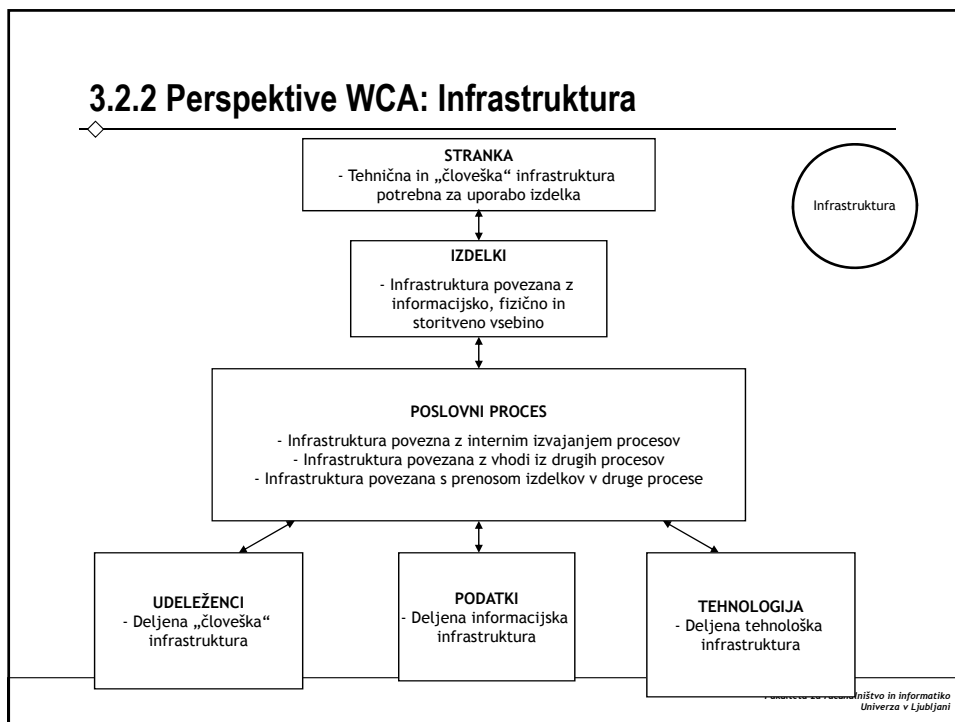 3.2.2 Perspektive WCA: Infrastruktura
STRANKA
- Tehnična in „človeška“ infrastruktura
potrebna za uporabo izdelka
Infrastruktura
IZDELKI
- Infrastruktura povezana z
informacijsko, fizično in
storitveno vsebino
POSLOVNI PROCES
- Infrastruktura povezna z internim izvajanjem procesov
- Infrastruktura povezana z vhodi iz drugih procesov
- Infrastruktura povezana s prenosom izdelkov v druge procese
UDELEŽENCI
- Deljena „človeška“
infrastruktura
PODATKI
- Deljena informacijska
infrastruktura
TEHNOLOGIJA
- Deljena tehnološka
infrastruktura
in informatiko
Univerza v Ljubljani